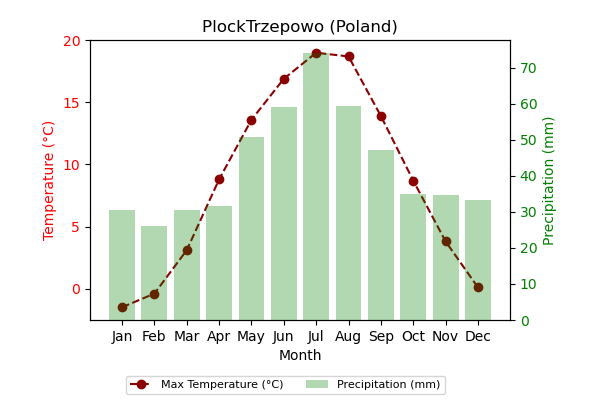 PlockTrzepowo (Poland)
20
15
10
5
0
Temperature (°C)
70
60
50
40
30
20
10
0
Precipitation (mm)
Jan Feb Mar Apr May Jun Jul Aug Sep Oct Nov Dec
Month
Max Temperature (°C) Precipitation (mm)